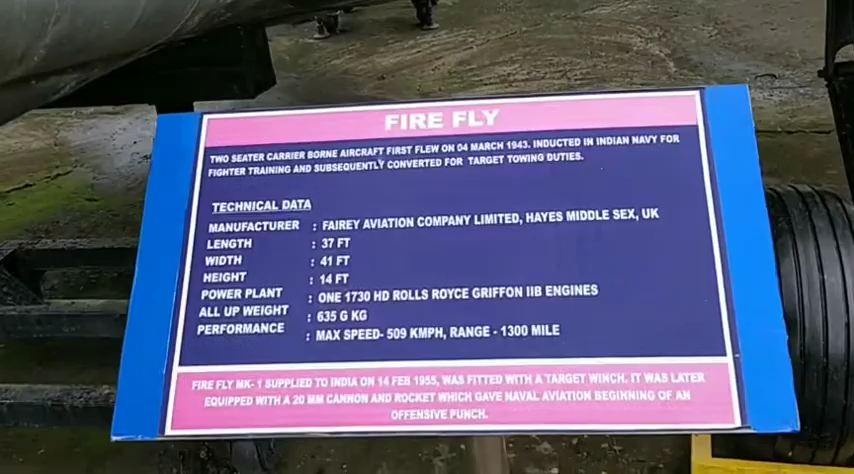 FIRE FLY
TWO SEATER CARRIER BORNE AIRCRAFT FIRST FLEW ON 04 MARCH 1943. INDUCTED IN INDIAN NAVY FOR
FIGHTER TRAINING AND SUBSEQUENTLY CONVERTED FOR TARGET TOWING DUTIES.
TECHNICAL DATA
MANUFACTURER : FAIREY AVIATION COMPANY LIMITED, HAYES MIDDLE SEX, UK
LENGTH : 37 FT
WIDTH : 41 FT
HEIGHT : 14 FT
POWER PLANT : ONE 1730 HD ROLLS ROYCE GRIFFON IIB ENGINES
ALL UP WEIGHT : 635 G KG
PERFORMANCE : MAX SPEED- 509 KMPH, RANGE - 1300 MILE
FIRE FLY MK- 1 SUPPLIED TO INDIA ON 14 FEB 1955, WAS FITTED WITH A TARGET WINCH. IT WAS LATER
EQUIPPED WITH A 20 MM CANNON AND ROCKET WHICH GAVE NAVAL AVIATION BEGINNING OF AN
OFFENSIVE PUNCH.